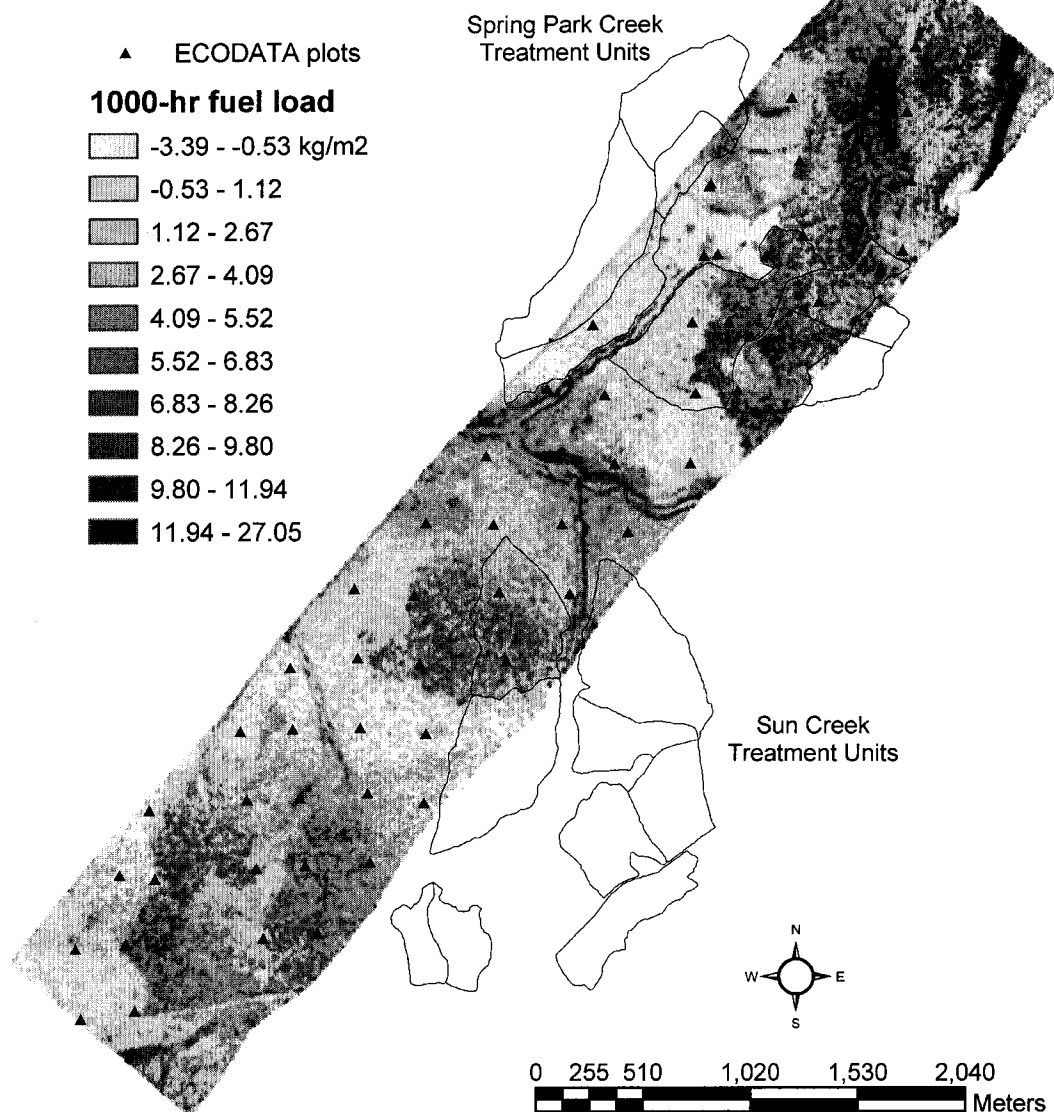 Spring Park Creek
Treatment Units
ECODATA plots
1000-hr fuel load
-3.39 - -0.53 kg/m2
-0.53 - 1.12
1.12 - 2.67
2.67 - 4.09
4.09 - 5.52
5.52 - 6.83
6.83 - 8.26
8.26 - 9.80
9.80 - 11.94
11.94 - 27.05
Sun Creek
Treatment Units
N
W E
S
0 255 510 1,020 1,530 2,040
Meters